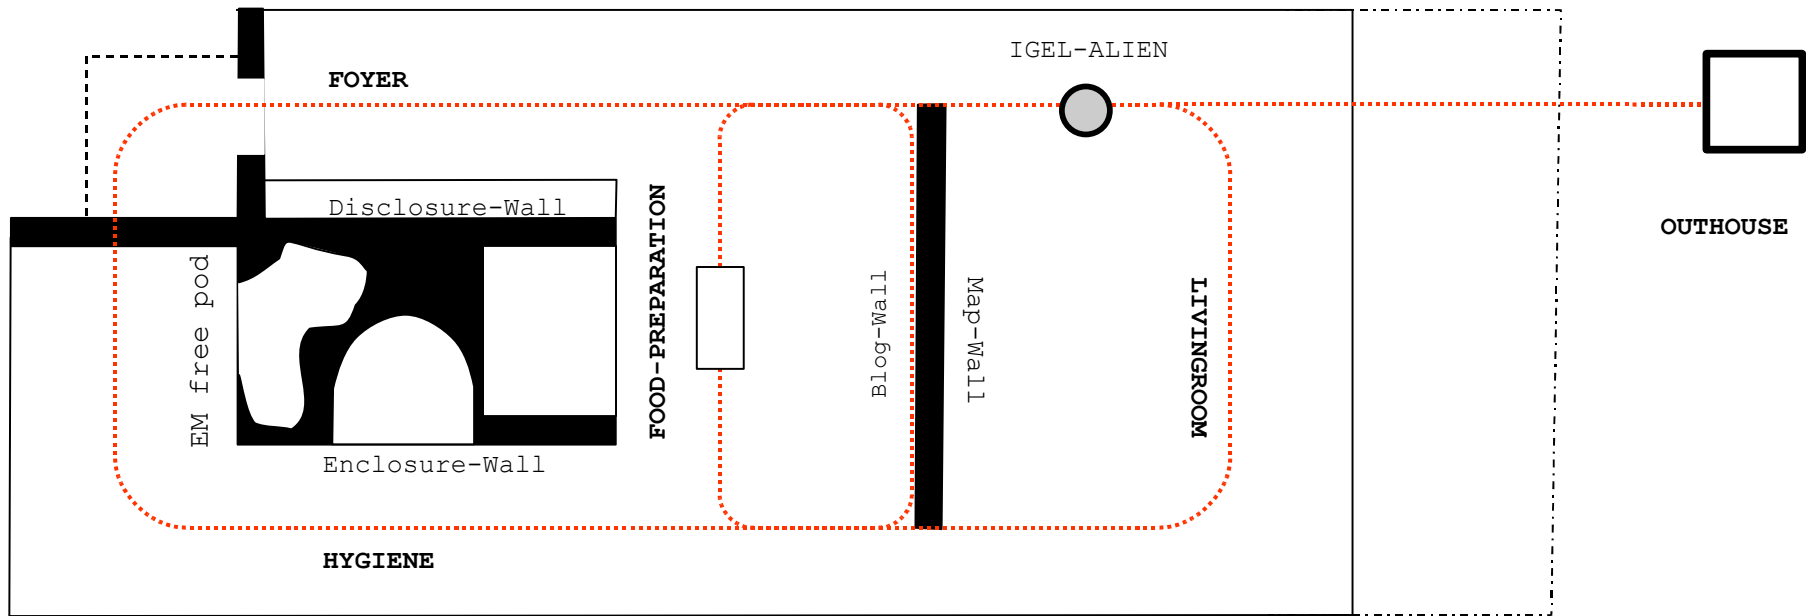 IGEL-ALIEN
FOYER
Disclosure-Wall
OUTHOUSE
EM free pod
FOOD-PREPARATION
Blog-Wall
Map-Wall
LIVINGROOM
Enclosure-Wall
HYGIENE